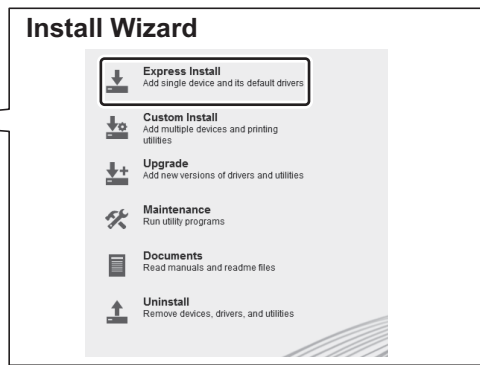 Install Wizard
Express Install
Add single device and its default drivers
Custom Install
Add multiple devices and printing
utilities
Upgrade
Add new versions of drivers and utilities
Maintenance
Run utility programs
Documents
Read manuals and readme files
Uninstall
Remove devices, drivers, and utilities